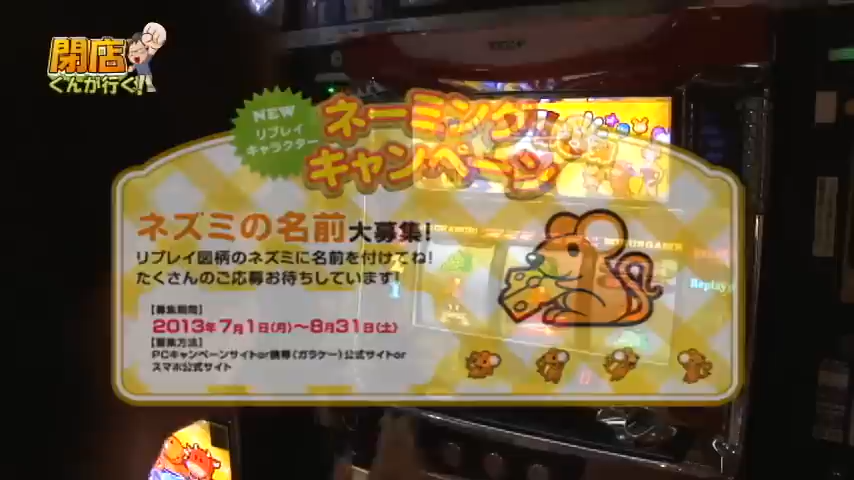 閉店
くんが行く!!
NEW
リプレイ
キャラクター
ネーミング
キャンペーン
ネズミの名前大募集!
リプレイ図柄のネズミに名前を付けてね!
たくさんのご応募お待ちしています!
【募集期間】
2013年7月1日(月)〜8月31日(土)
【募集方法】
PCキャンペーンサイトor携帯(ガラケー)公式サイトor
スマホ公式サイト
Replay